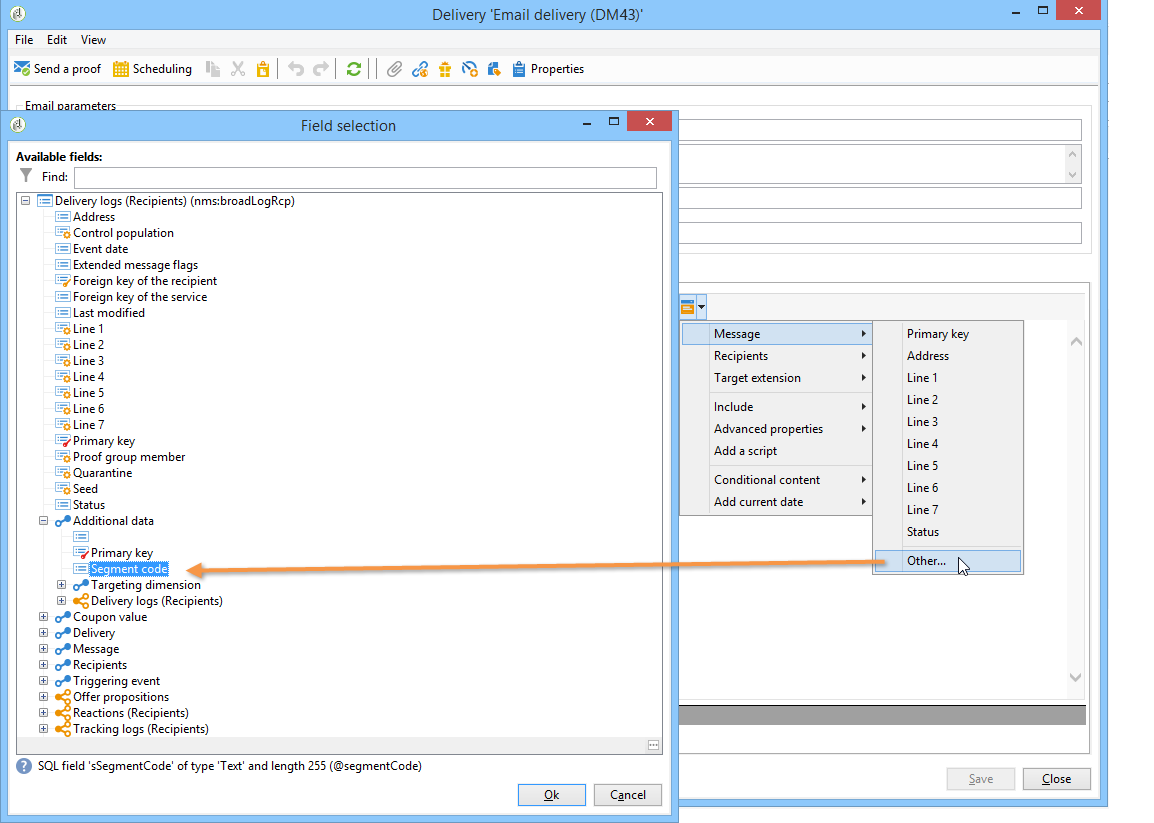 Delivery 'Email delivery (DM43)'
File Edit View
Send a proof Scheduling Properties
Email parameters
Field selection
Available fields:
Find:
Delivery logs (Recipients) (nms:broadLogRcp)
Address
Control population
Event date
Extended message flags
Foreign key of the recipient
Foreign key of the service
Last modified
Line 1
Line 2
Line 3
Line 4
Line 5
Line 6
Line 7
Primary key
Proof group member
Quarantine
Seed
Status
Additional data
Primary key
Segment code
Targeting dimension
Delivery logs (Recipients)
Coupon value
Delivery
Message
Recipients
Triggering event
Offer propositions
Reactions (Recipients)
Tracking logs (Recipients)
SQL field 'sSegmentCode' of type 'Text' and length 255 (@segmentCode)
Ok Cancel
Message
Recipients
Target extension
Include
Advanced properties
Add a script
Conditional content
Add current date
Primary key
Address
Line 1
Line 2
Line 3
Line 4
Line 5
Line 6
Line 7
Status
Other...
Save Close